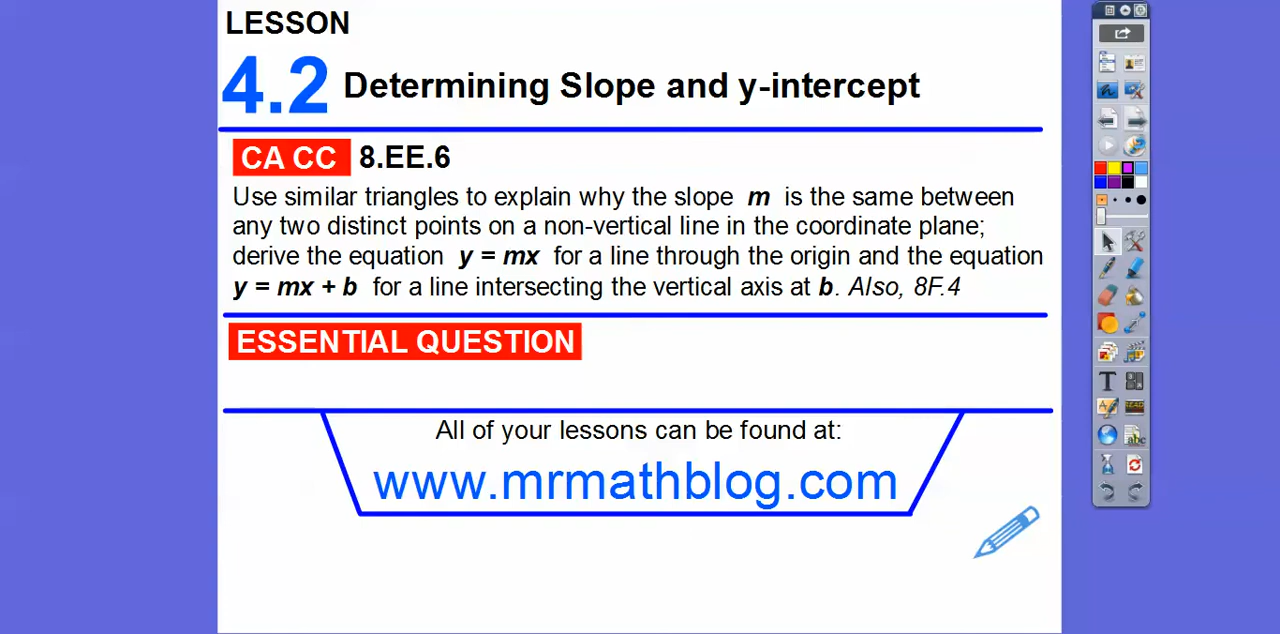 LESSON
4.2 Determining Slope and y-intercept
CA CC 8.EE.6
Use similar triangles to explain why the slope m is the same between
any two distinct points on a non-vertical line in the coordinate plane;
derive the equation y = mx for a line through the origin and the equation
y = mx + b for a line intersecting the vertical axis at b. Also, 8F.4
ESSENTIAL QUESTION
All of your lessons can be found at:
www.mrmathblog.com